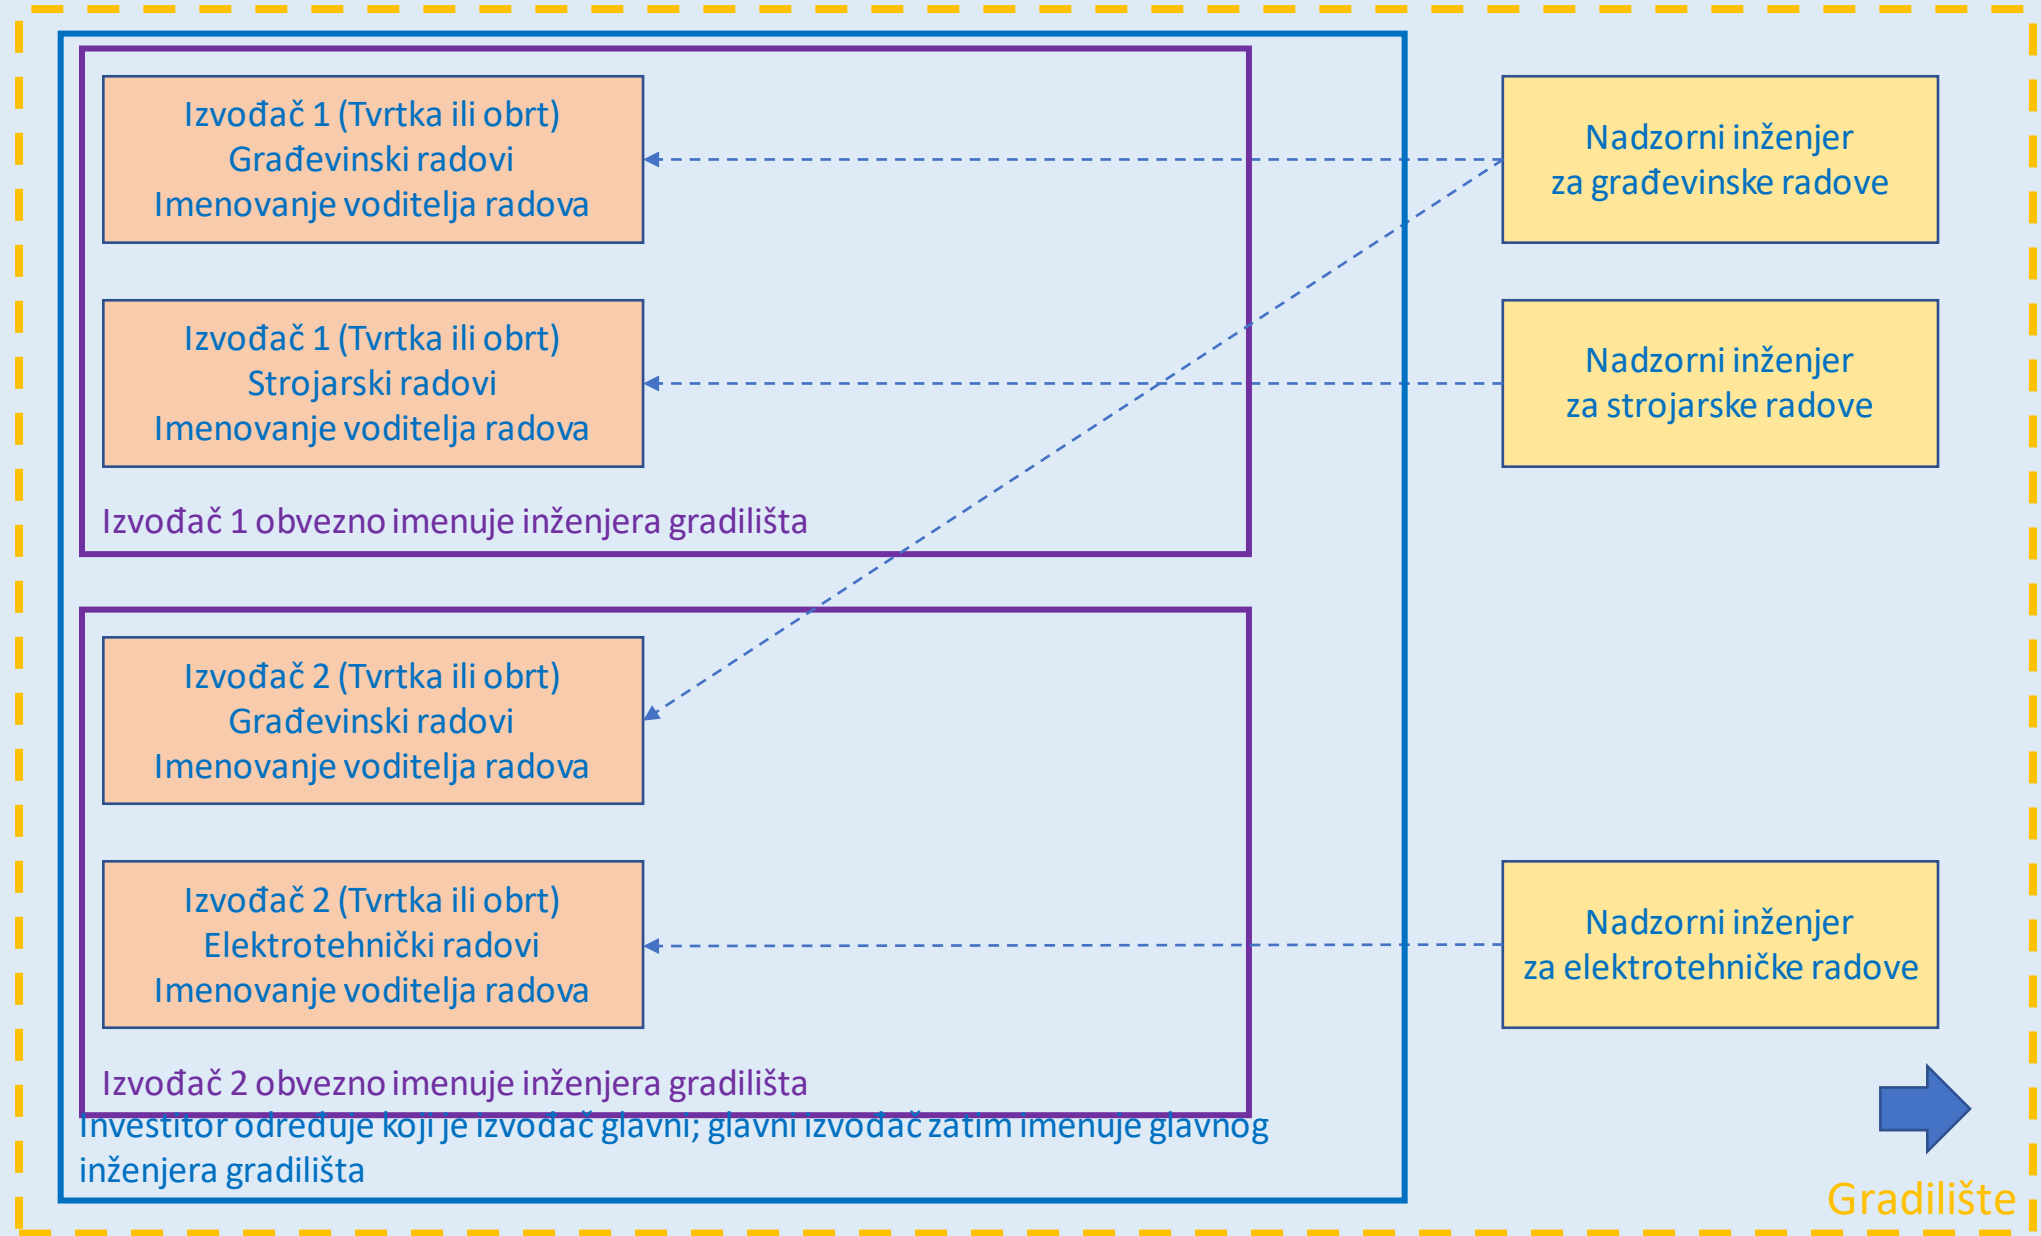 Izvođač 1 (Tvrtka ili obrt)
Građevinski radovi
Imenovanje voditelja radova
Nadzorni inženjer
za građevinske radove
Izvođač 1 (Tvrtka ili obrt)
Strojarski radovi
Imenovanje voditelja radova
Nadzorni inženjer
za strojarske radove
Izvođač 1 obvezno imenuje inženjera gradilišta
Izvođač 2 (Tvrtka ili obrt)
Građevinski radovi
Imenovanje voditelja radova
Izvođač 2 (Tvrtka ili obrt)
Elektrotehnički radovi
Imenovanje voditelja radova
Nadzorni inženjer
za elektrotehničke radove
Izvođač 2 obvezno imenuje inženjera gradilišta
Investitor određuje koji je izvođač glavni; glavni izvođač zatim imenuje glavnog
inženjera gradilišta
Gradilište